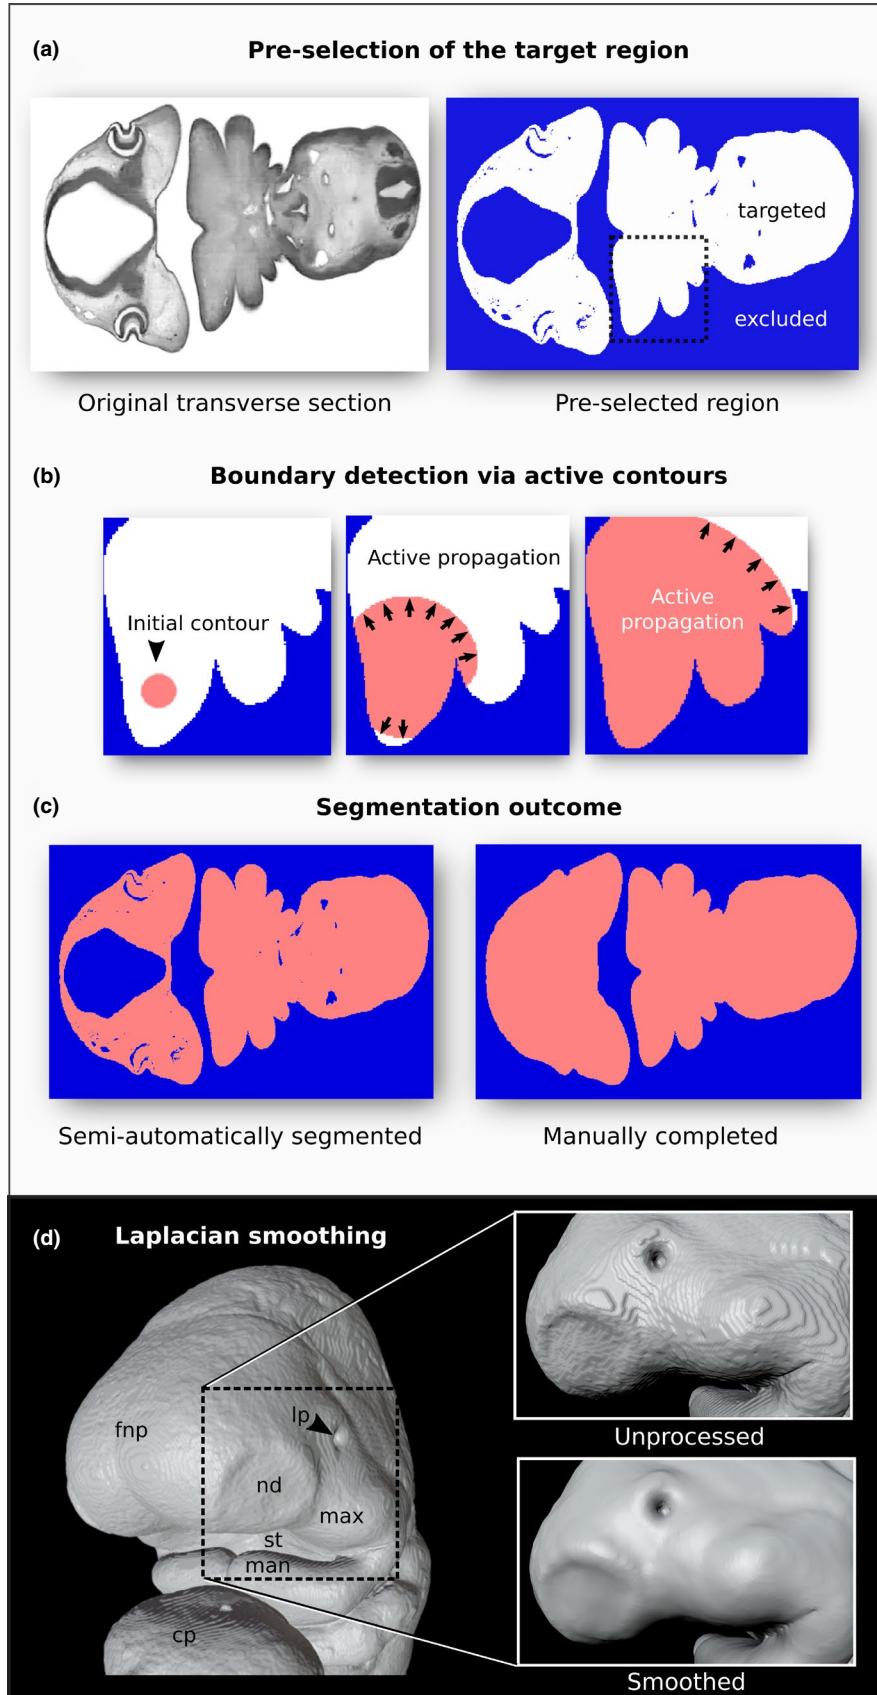 (a)
Pre-selection of the target region
targeted
excluded
Original transverse section
Pre-selected region
(b)
Boundary detection via active contours
Initial contour
Active propagation
Active
propagation
(c)
Segmentation outcome
Semi-automatically segmented
Manually completed
(d)
Laplacian smoothing
lp
fnp
nd
max
st
man
cp
Unprocessed
Smoothed